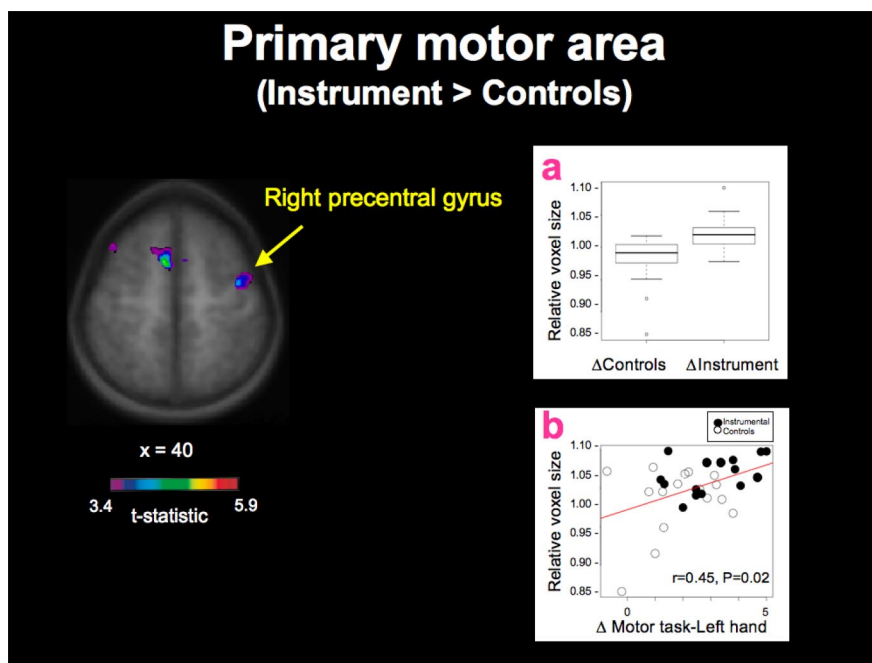 Primary motor area
(Instrument > Controls)
Right precentral gyrus
x = 40
3.4
5.9
t-statistic
a
Relative voxel size
1.10
1.05
1.00
0.95
0.90
0.85
ΔControls
ΔInstrument
b
Instrumental
Controls
Relative voxel size
1.10
1.05
1.00
0.95
0.90
0.85
r=0.45, P=0.02
0
5
Δ Motor task-Left hand